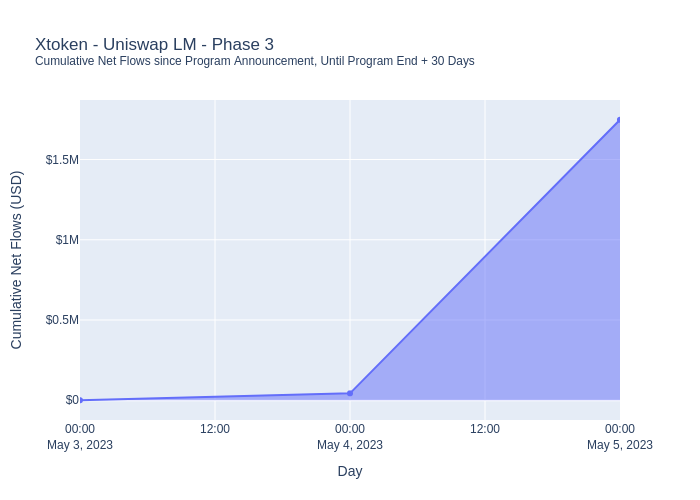 Xtoken - Uniswap LM - Phase 3
Cumulative Net Flows since Program Announcement, Until Program End + 30 Days
Cumulative Net Flows (USD)
$1.5M
$1M
$0.5M
$0
00:00 12:00 00:00 12:00 00:00
May 3, 2023 May 4, 2023 May 5, 2023
Day